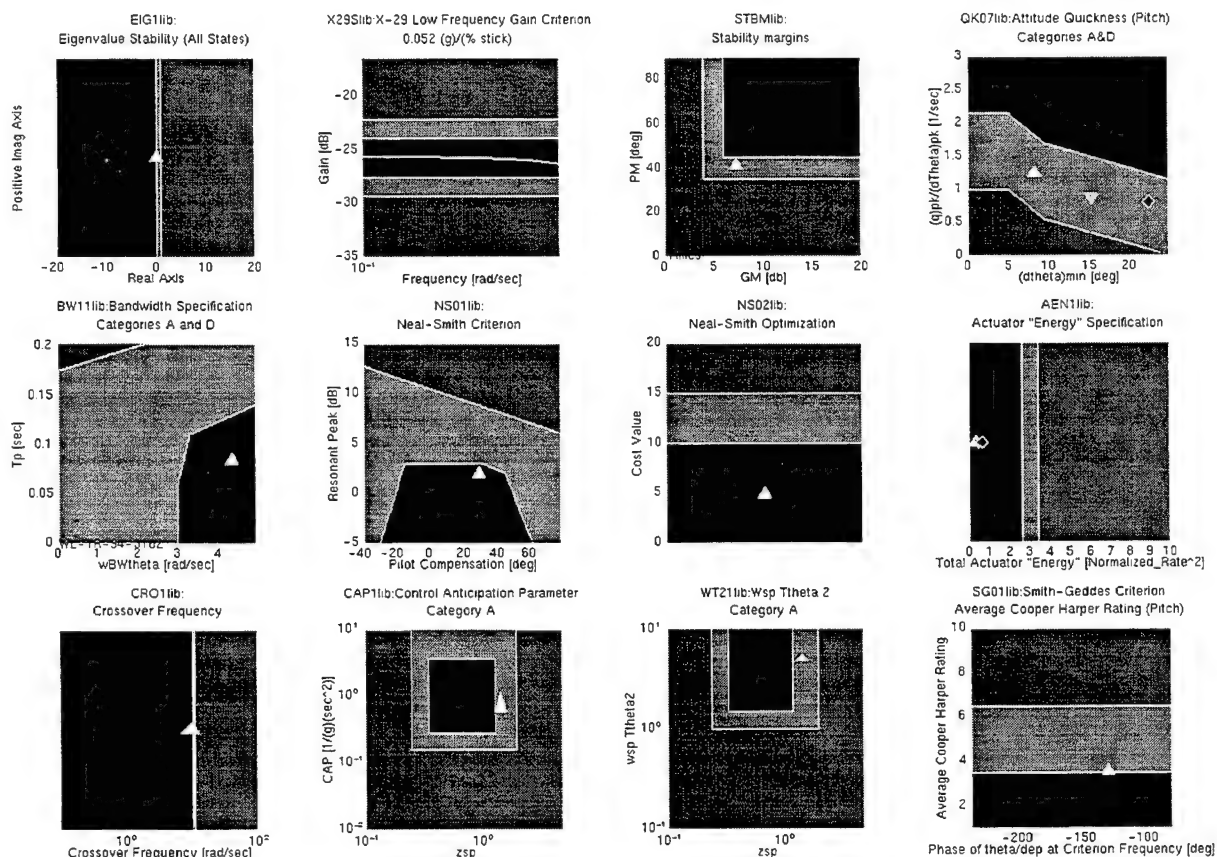 EIG1lib:
Eigenvalue Stability (All States)
Positive Imag Axis
-20 -10 0 10 20
Real Axis
X29Slib:X-29 Low Frequency Gain Criterion
0.052 (g)/(% stick)
Gain [dB]
-20
-25
-30
-35
10⁻¹
Frequency [rad/sec]
STBMlib:
Stability margins
PM [deg]
80
60
40
20
0
0 5 10 15 20
GM [db]
QK07lib:Attitude Quickness (Pitch)
Categories A&D
(q)pk/(dTheta)pk [1/sec]
3
2.5
2
1.5
1
0.5
0
0 5 10 15 20
(dtheta)min [deg]
BW11lib:Bandwidth Specification
Categories A and D
Tp [sec]
0.2
0.15
0.1
0.05
0
0 1 2 3 4
wBWtheta [rad/sec]
NS01lib:
Neal-Smith Criterion
Resonant Peak [dB]
15
10
5
0
-5
-40 -20 0 20 40 60
Pilot Compensation [deg]
NS02lib:
Neal-Smith Optimization
Cost Value
20
15
10
5
0
AEN1lib:
Actuator "Energy" Specification
0 1 2 3 4 5 6 7 8 9 10
Total Actuator "Energy" [Normalized_Rate^2]
CRO1lib:
Crossover Frequency
10⁰ 10²
Crossover Frequency [rad/sec]
CAP1lib:Control Anticipation Parameter
Category A
CAP [1/(g)(sec^2)]
10¹
10⁰
10⁻¹
10⁻²
10⁻¹ 10⁰
zsp
WT21lib:Wsp Ttheta 2
Category A
wsp Ttheta2
10¹
10⁰
10⁻¹
10⁻¹ 10⁰
zsp
SG01lib:Smith-Geddes Criterion
Average Cooper Harper Rating (Pitch)
Average Cooper Harper Rating
10
8
6
4
2
-200 -150 -100
Phase of theta/dep at Criterion Frequency [deg]